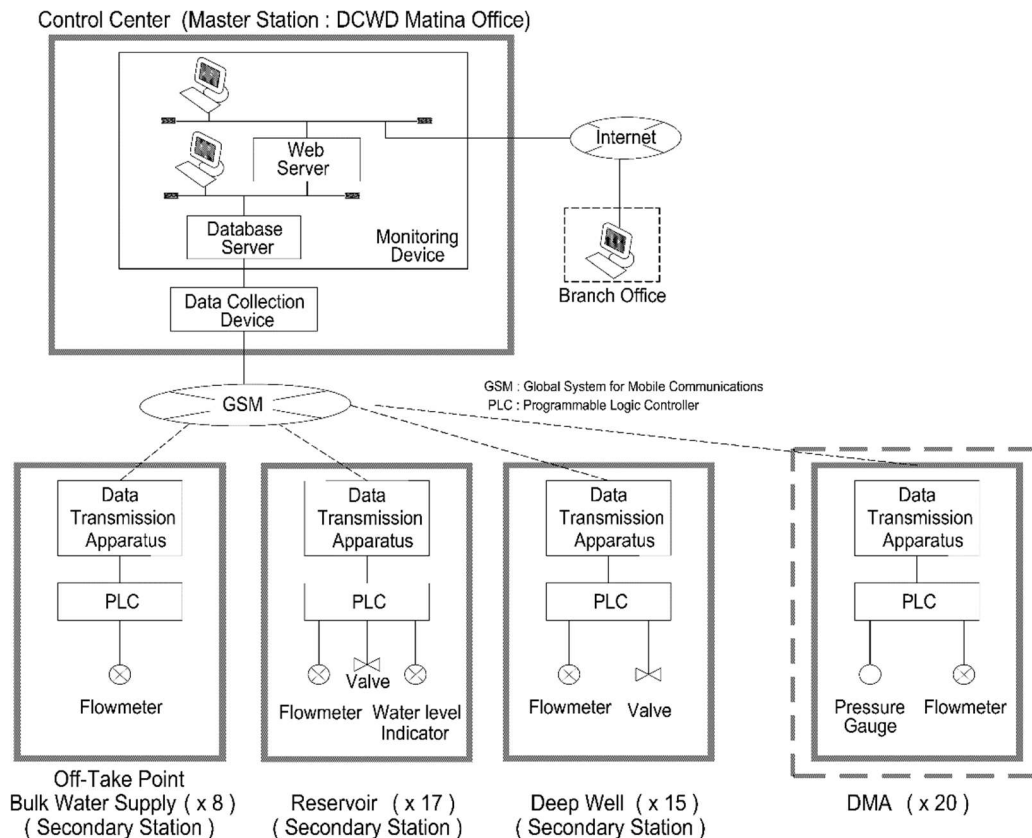 Control Center (Master Station : DCWD Matina Office)
Web
Server
Internet
Database
Server
Monitoring
Device
Branch Office
Data Collection
Device
GSM : Global System for Mobile Communications
PLC : Programmable Logic Controller
GSM
Data
Transmission
Apparatus
PLC
Flowmeter
Off-Take Point
Bulk Water Supply ( x 8 )
( Secondary Station )
Data
Transmission
Apparatus
PLC
Valve
Flowmeter
Water level
Indicator
Reservoir ( x 17 )
( Secondary Station )
Data
Transmission
Apparatus
PLC
Flowmeter
Valve
Deep Well ( x 15 )
( Secondary Station )
Data
Transmission
Apparatus
PLC
Pressure
Gauge
Flowmeter
DMA ( x 20 )